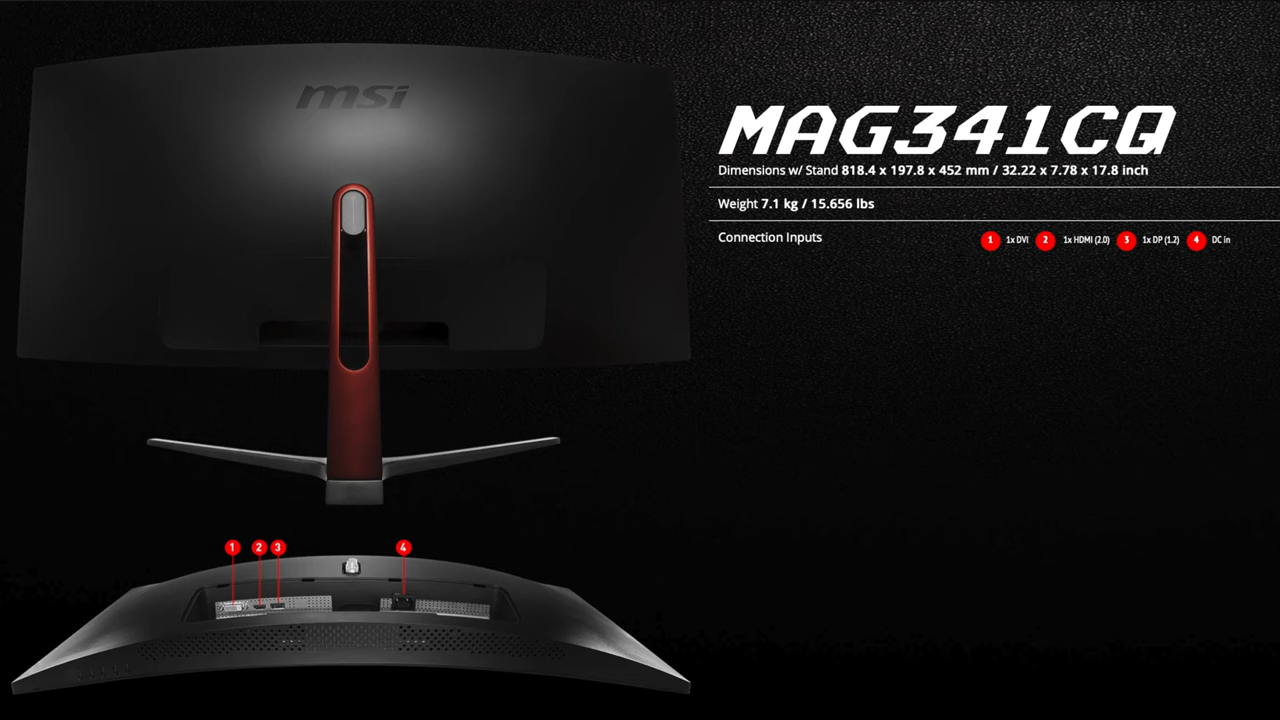 msi
MAG341CQ
Dimensions w/ Stand 818.4 x 197.8 x 452 mm / 32.22 x 7.78 x 17.8 inch
Weight 7.1 kg / 15.656 lbs
Connection Inputs 1 1x DVI 2 1x HDMI (2.0) 3 1x DP (1.2) 4 DC in
1 2 3 4